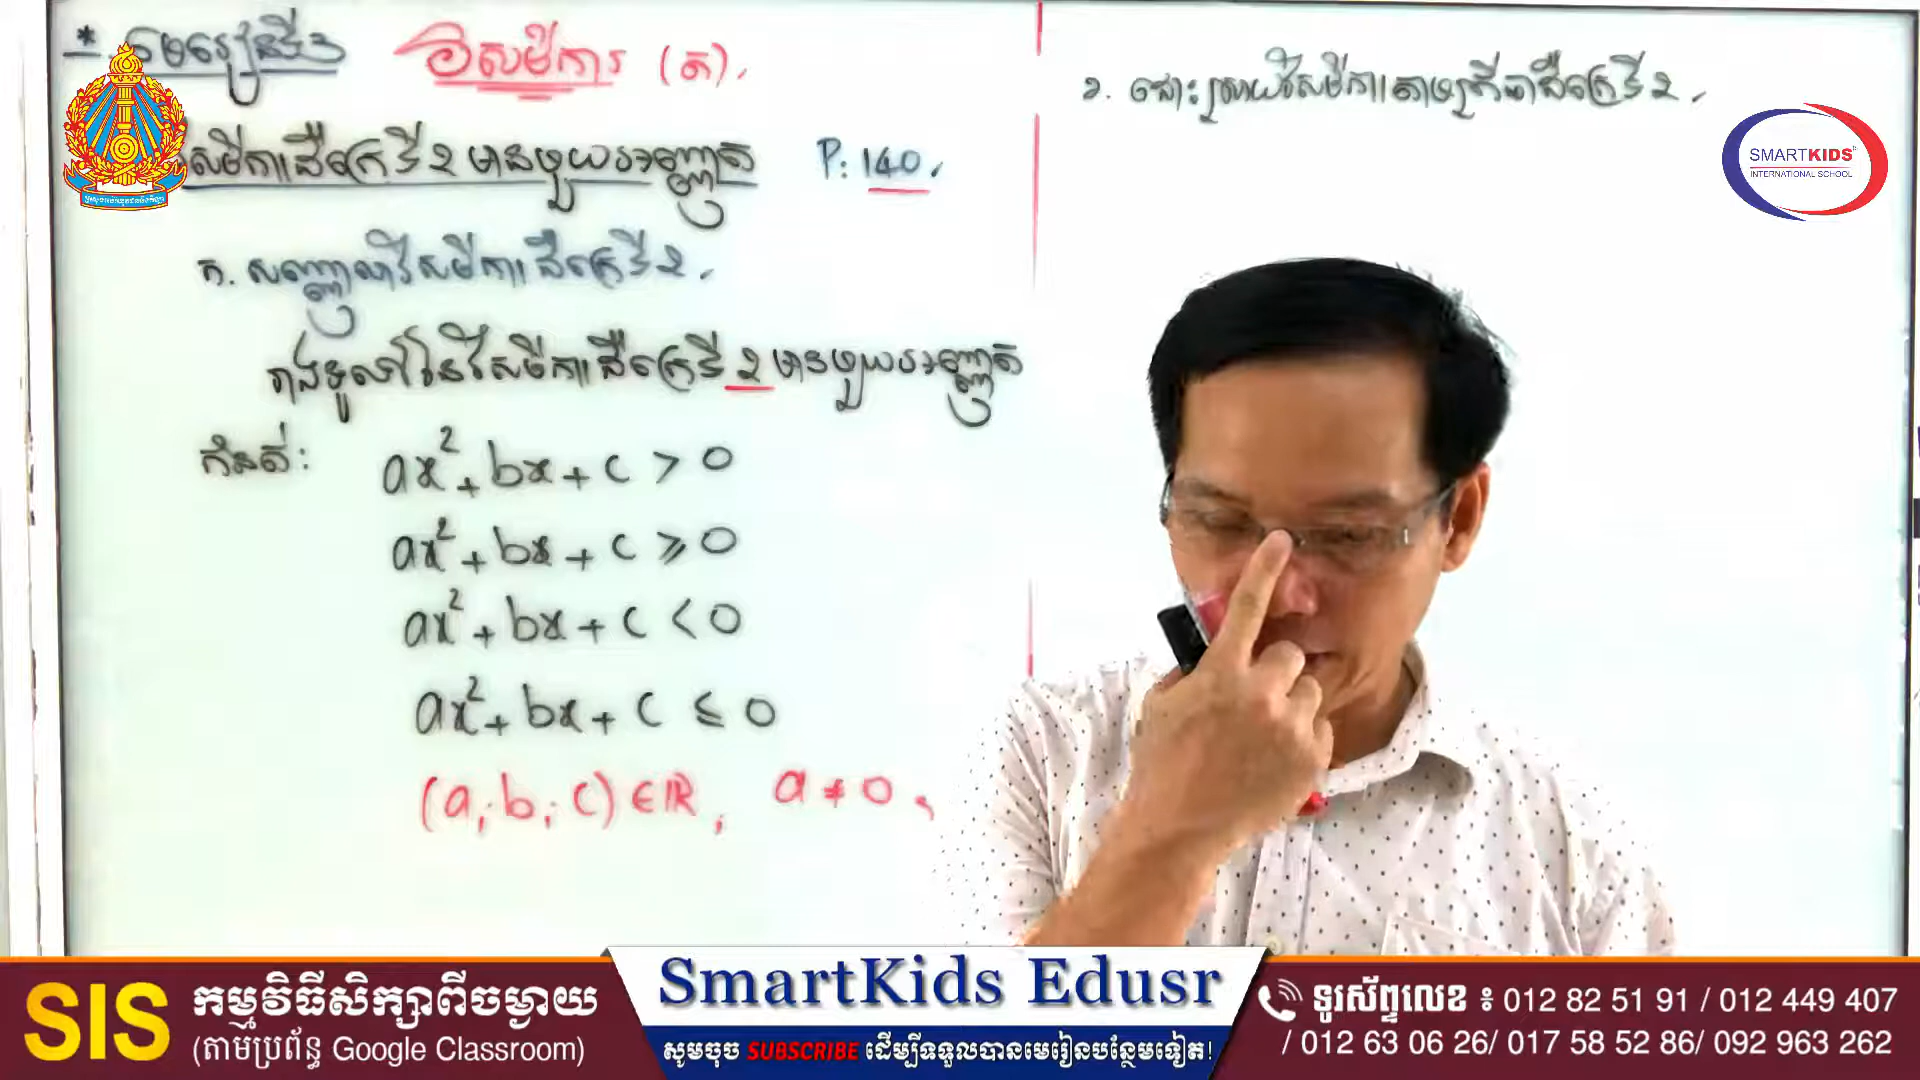 * មេរៀនទី១ វិសមីការ (ត).
វិសមីការដឺក្រេទី២ មានមួយអញ្ញាត P: 140.
ក. សញ្ញាណវិសមីការ ដឺក្រេទី២.
រាងទូទៅនៃវិសមីការដឺក្រេទី ២ មានមួយអញ្ញាត
កំនត់:
ax² + bx + c > 0
ax² + bx + c ⩾ 0
ax² + bx + c < 0
ax² + bx + c ≤ 0
(a; b; c) ∈ ℝ, a ≠ 0
ខ. ដោះស្រាយវិសមីការតាមត្រីធាដឺក្រេទី ២.
SMARTKIDS
INTERNATIONAL SCHOOL
SIS
កម្មវិធីសិក្សាពីចម្ងាយ
(តាមប្រព័ន្ធ Google Classroom)
SmartKids Edusr
សូមចុច SUBSCRIBE ដើម្បីទទួលបានមេរៀនបន្ថែមទៀត!
ទូរស័ព្ទលេខ ៖ 012 82 51 91 / 012 449 407
/ 012 63 06 26/ 017 58 52 86/ 092 963 262